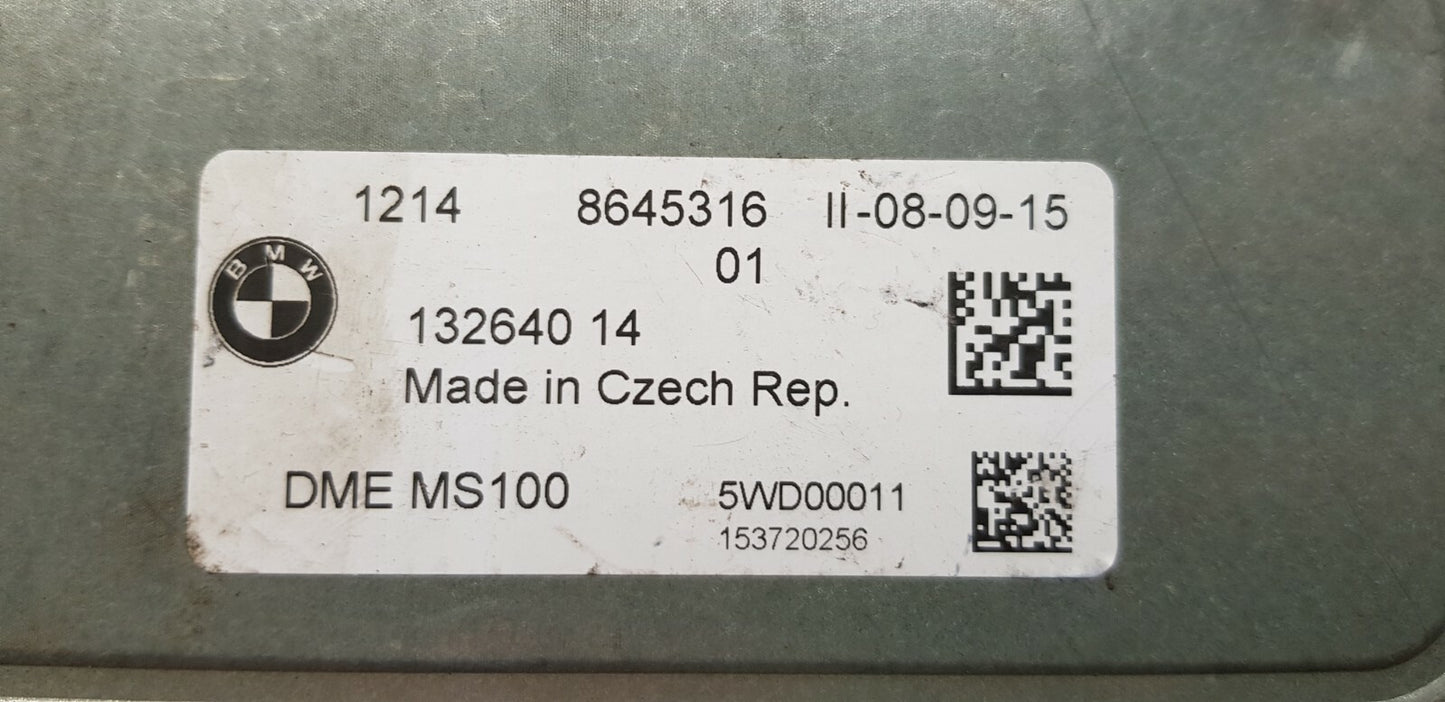 1214 8645316 II-08-09-15
01
BMW
132640 14
Made in Czech Rep.
DME MS100 5WD00011
153720256